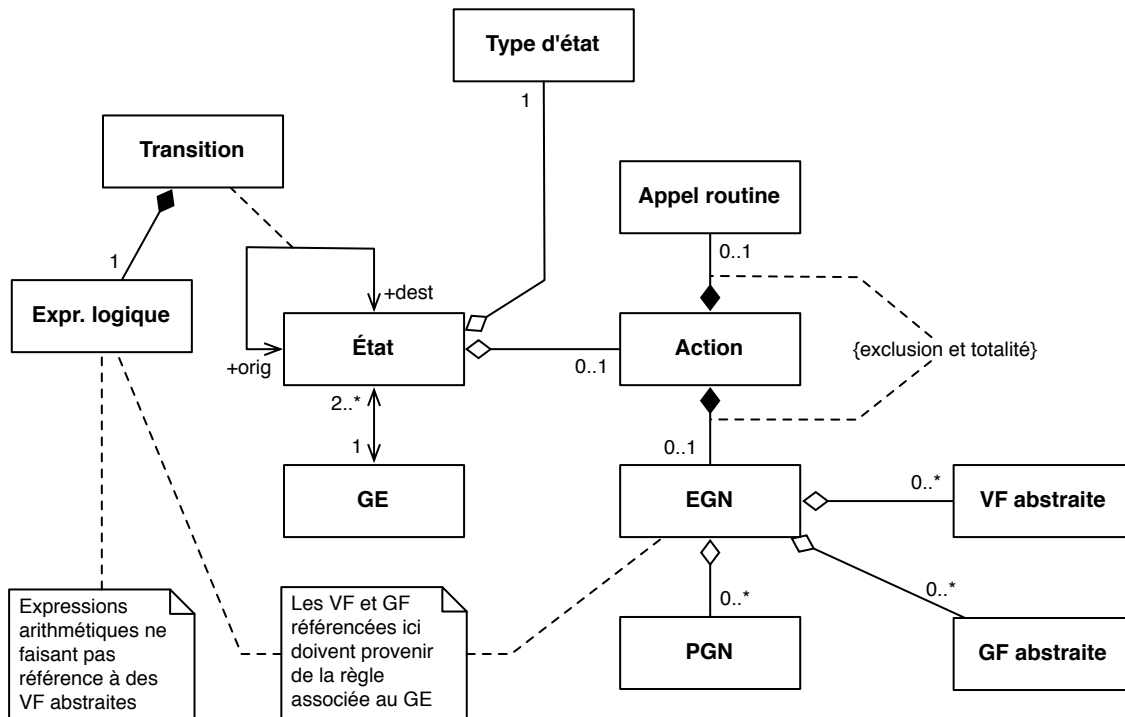 Type d'état
1
Transition
Appel routine
0..1
1
+dest
Expr. logique
État
Action
{exclusion et totalité}
+orig
0..1
2..*
1
0..1
GE
EGN
0..*
VF abstraite
0..*
0..*
Expressions
arithmétiques ne
faisant pas
référence à des
VF abstraites
Les VF et GF
référencées ici
doivent provenir
de la règle
associée au GE
PGN
GF abstraite